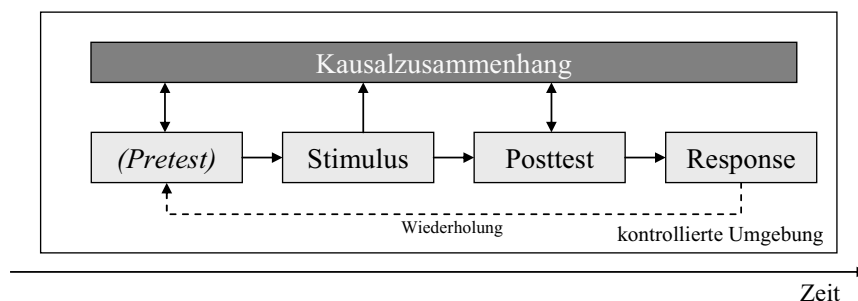 Kausalzusammenhang
(Pretest)
Stimulus
Posttest
Response
Wiederholung
kontrollierte Umgebung
Zeit